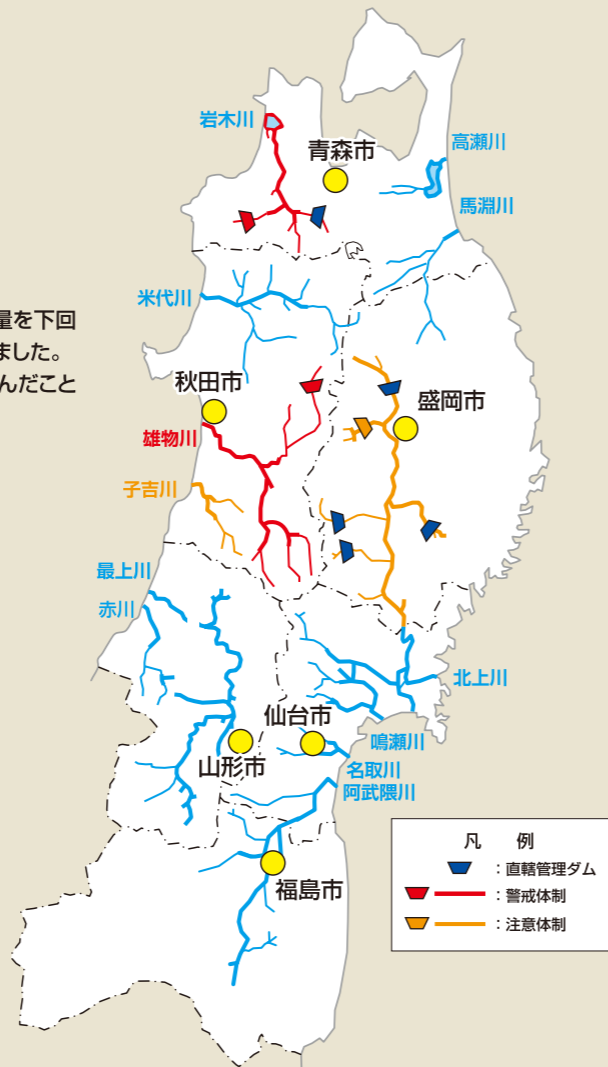 岩木川
青森市
高瀬川
馬淵川
米代川
量を下回
ました。
んだこと
秋田市
盛岡市
雄物川
子吉川
最上川
赤川
北上川
仙台市
鳴瀬川
山形市
名取川
阿武隈川
福島市
凡 例
：直轄管理ダム
：警戒体制
：注意体制